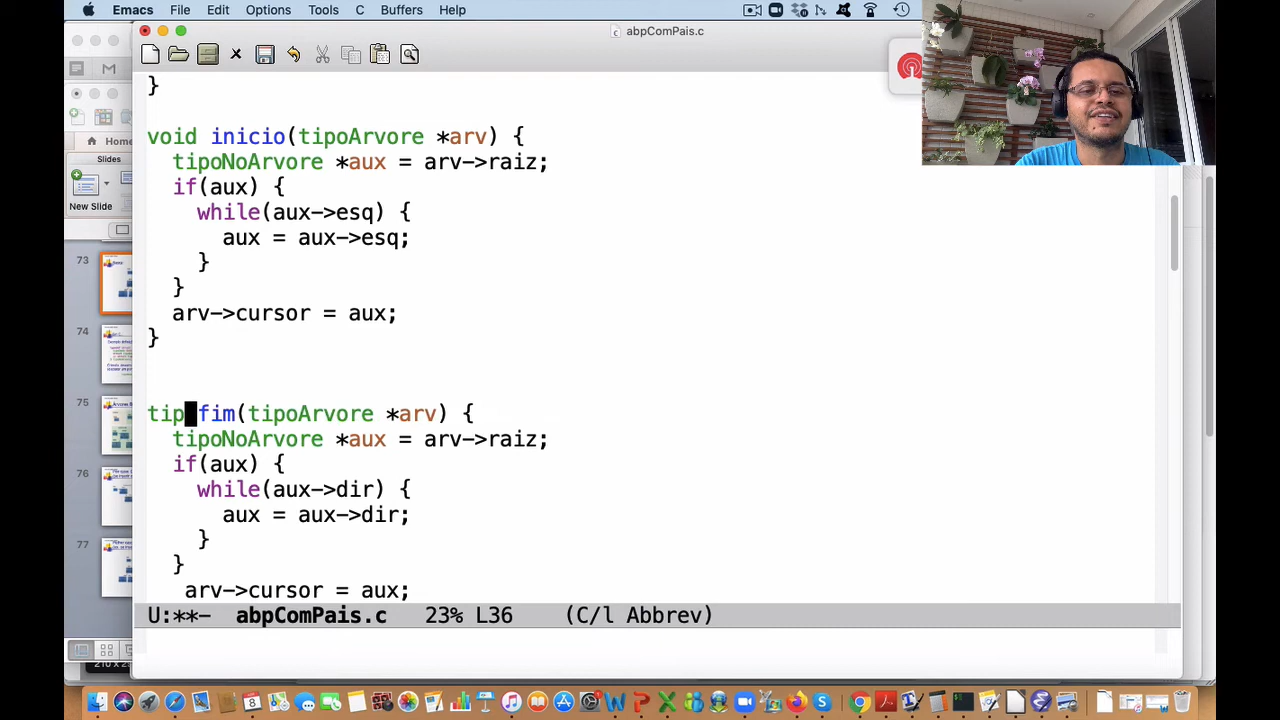 Emacs File Edit Options Tools C Buffers Help
abpComPais.c
}
void inicio(tipoArvore *arv) {
tipoNoArvore *aux = arv->raiz;
if(aux) {
while(aux->esq) {
aux = aux->esq;
}
}
arv->cursor = aux;
}
tip fim(tipoArvore *arv) {
tipoNoArvore *aux = arv->raiz;
if(aux) {
while(aux->dir) {
aux = aux->dir;
}
}
arv->cursor = aux;
U:**- abpComPais.c 23% L36 (C/l Abbrev)
Home
Slides
New Slide
73
74
75
76
77